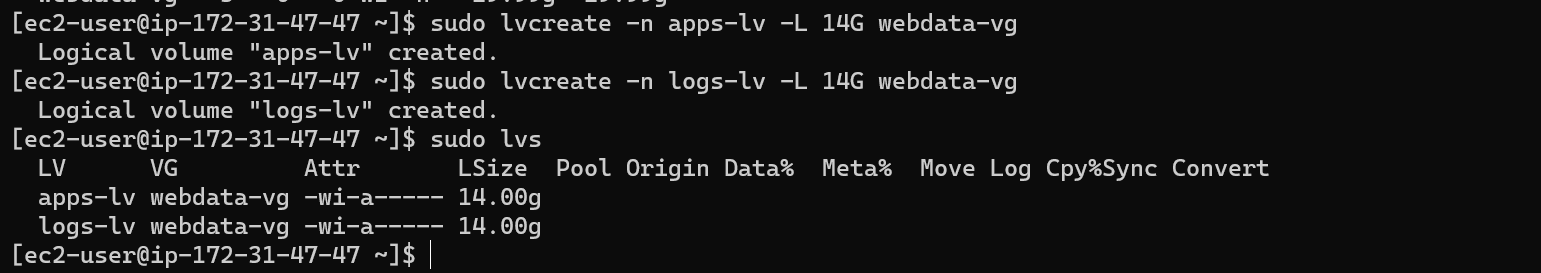 [ec2-user@ip-172-31-47-47 ~]$ sudo lvcreate -n apps-lv -L 14G webdata-vg
  Logical volume "apps-lv" created.
[ec2-user@ip-172-31-47-47 ~]$ sudo lvcreate -n logs-lv -L 14G webdata-vg
  Logical volume "logs-lv" created.
[ec2-user@ip-172-31-47-47 ~]$ sudo lvs
  LV      VG         Attr       LSize  Pool Origin Data%  Meta%  Move Log Cpy%Sync Convert
  apps-lv webdata-vg -wi-a----- 14.00g
  logs-lv webdata-vg -wi-a----- 14.00g
[ec2-user@ip-172-31-47-47 ~]$